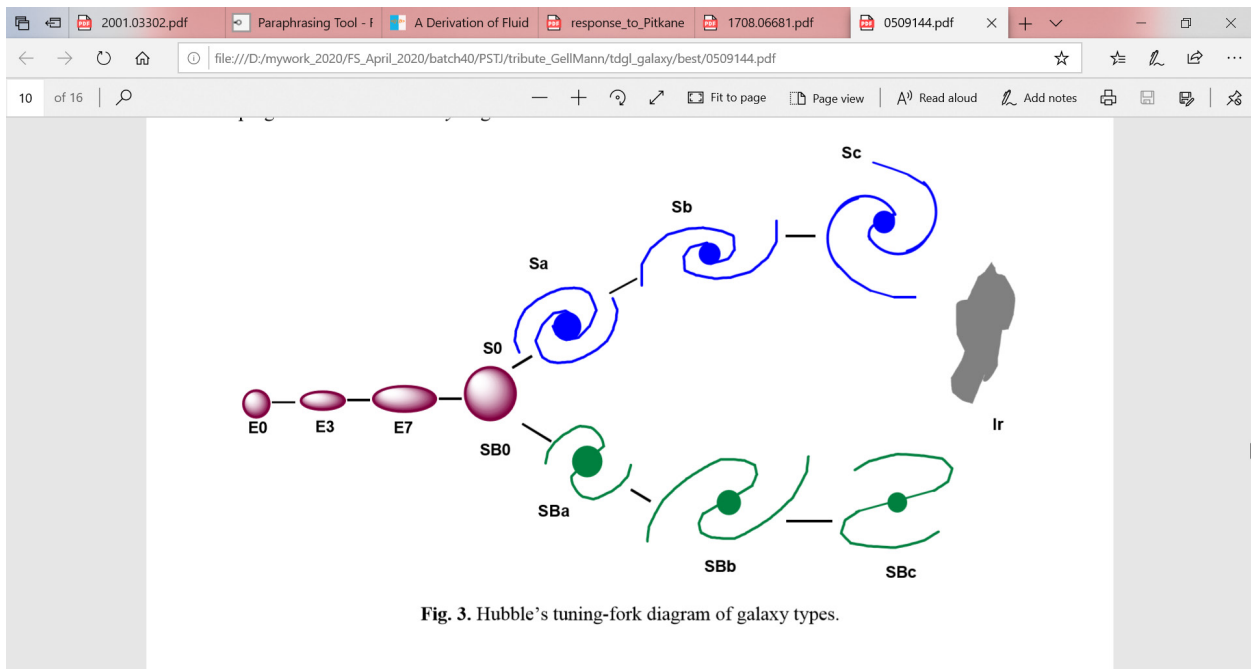 2001.03302.pdf
Paraphrasing Tool - F
A Derivation of Fluid
response_to_Pitkane
1708.06681.pdf
0509144.pdf
file:///D:/mywork_2020/FS_April_2020/batch40/PSTJ/tribute_GellMann/tdgl_galaxy/best/0509144.pdf
10 of 16
Fit to page
Page view
Read aloud
Add notes
Sc
Sb
Sa
S0
E0
E3
E7
SB0
Ir
SBa
SBb
SBc
Fig. 3. Hubble's tuning-fork diagram of galaxy types.